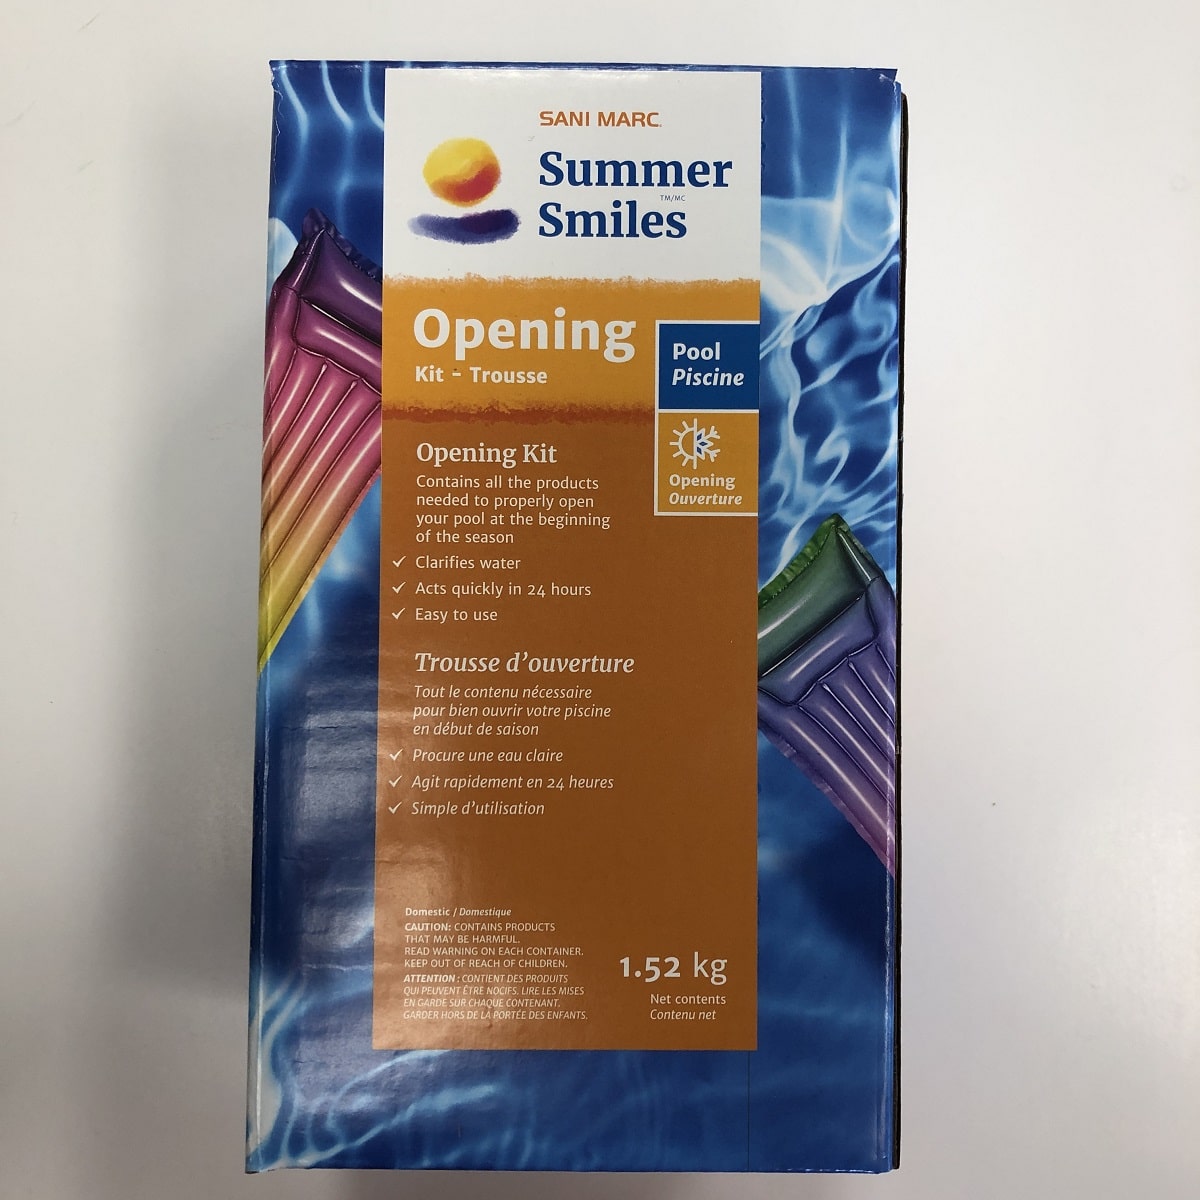 SANI MARC.
Summer
Smiles
TM/MC
Opening
Kit - Trousse
Pool
Piscine
Opening
Ouverture
Opening Kit
Contains all the products
needed to properly open
your pool at the beginning
of the season
✓ Clarifies water
✓ Acts quickly in 24 hours
✓ Easy to use
Trousse d'ouverture
Tout le contenu nécessaire
pour bien ouvrir votre piscine
en début de saison
✓ Procure une eau claire
✓ Agit rapidement en 24 heures
✓ Simple d'utilisation
Domestic / Domestique
CAUTION: CONTAINS PRODUCTS
THAT MAY BE HARMFUL.
READ WARNING ON EACH CONTAINER.
KEEP OUT OF REACH OF CHILDREN.
ATTENTION : CONTIENT DES PRODUITS
QUI PEUVENT ÊTRE NOCIFS. LIRE LES MISES
EN GARDE SUR CHAQUE CONTENANT.
GARDER HORS DE LA PORTÉE DES ENFANTS.
1.52 kg
Net contents
Contenu net